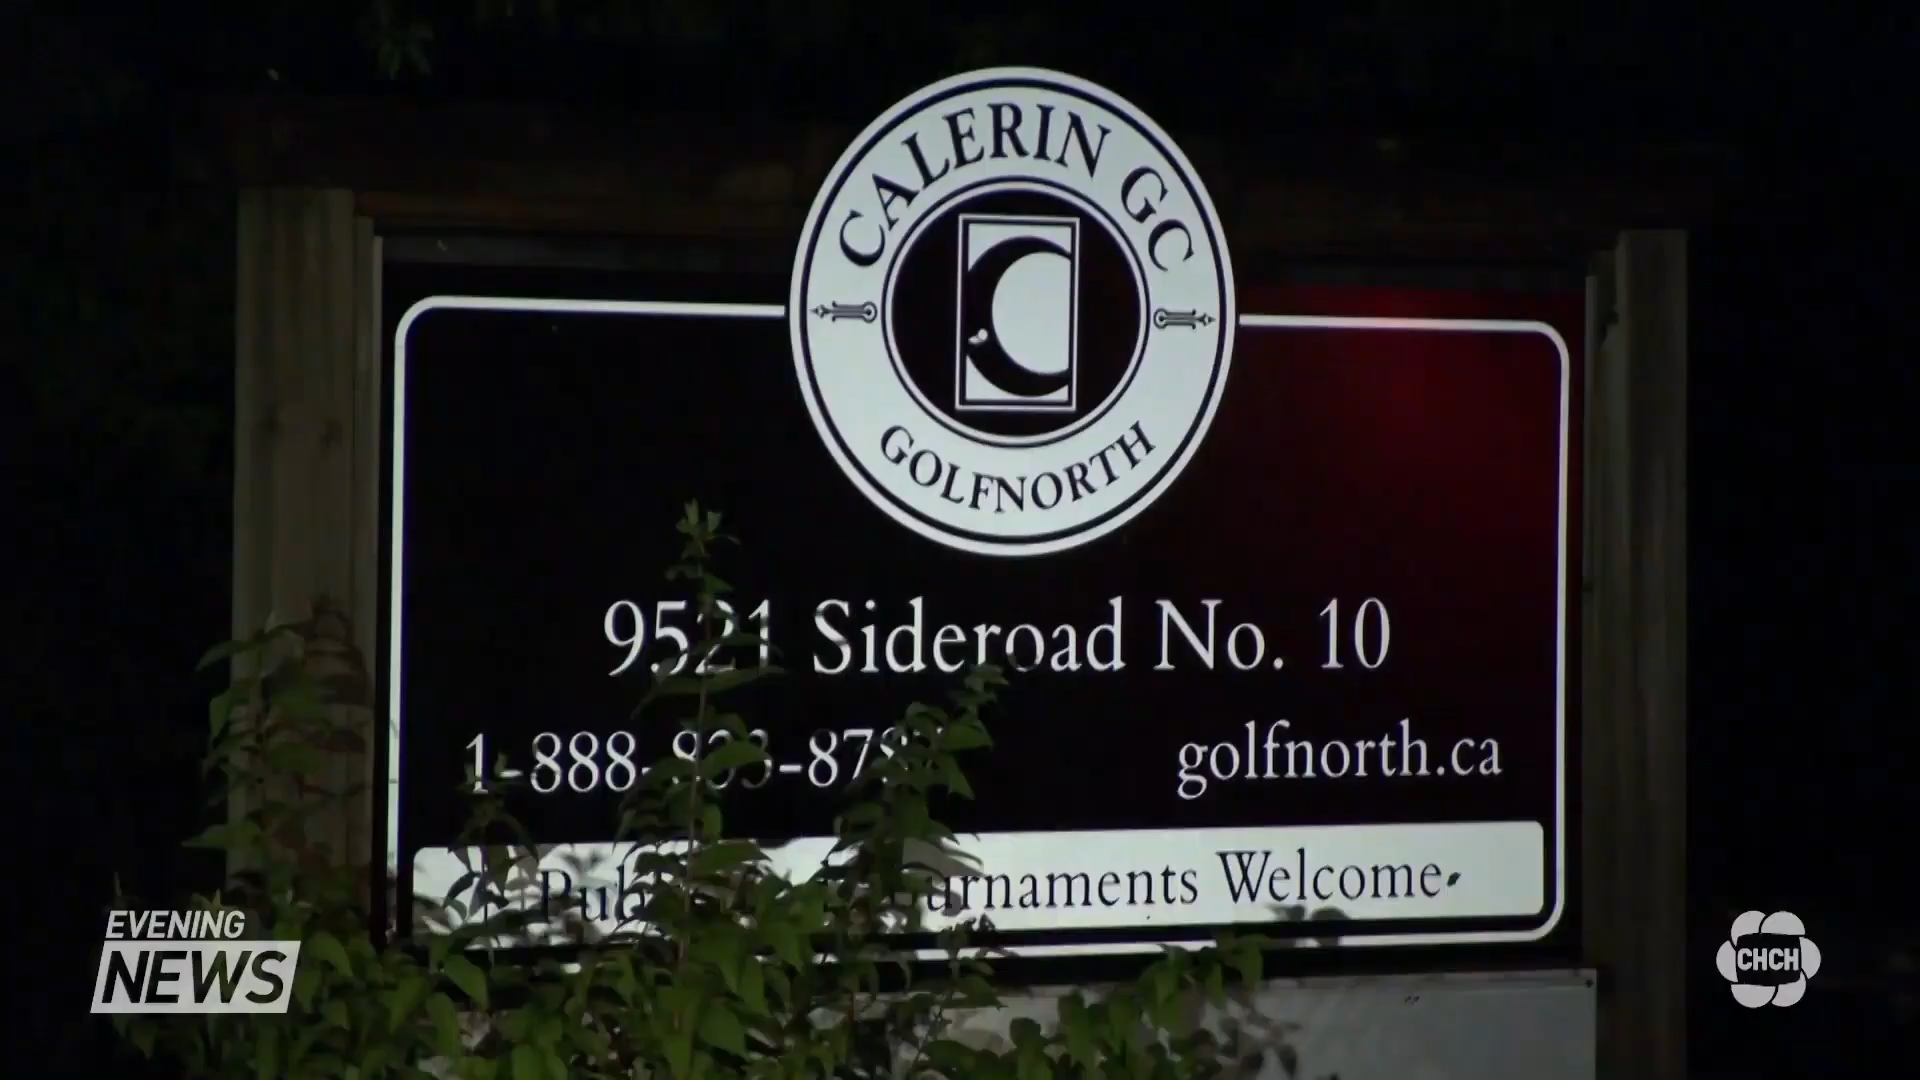 CALERIN GC
GOLFNORTH
9521 Sideroad No. 10
golfnorth.ca
Welcome
EVENING
NEWS
CHCH